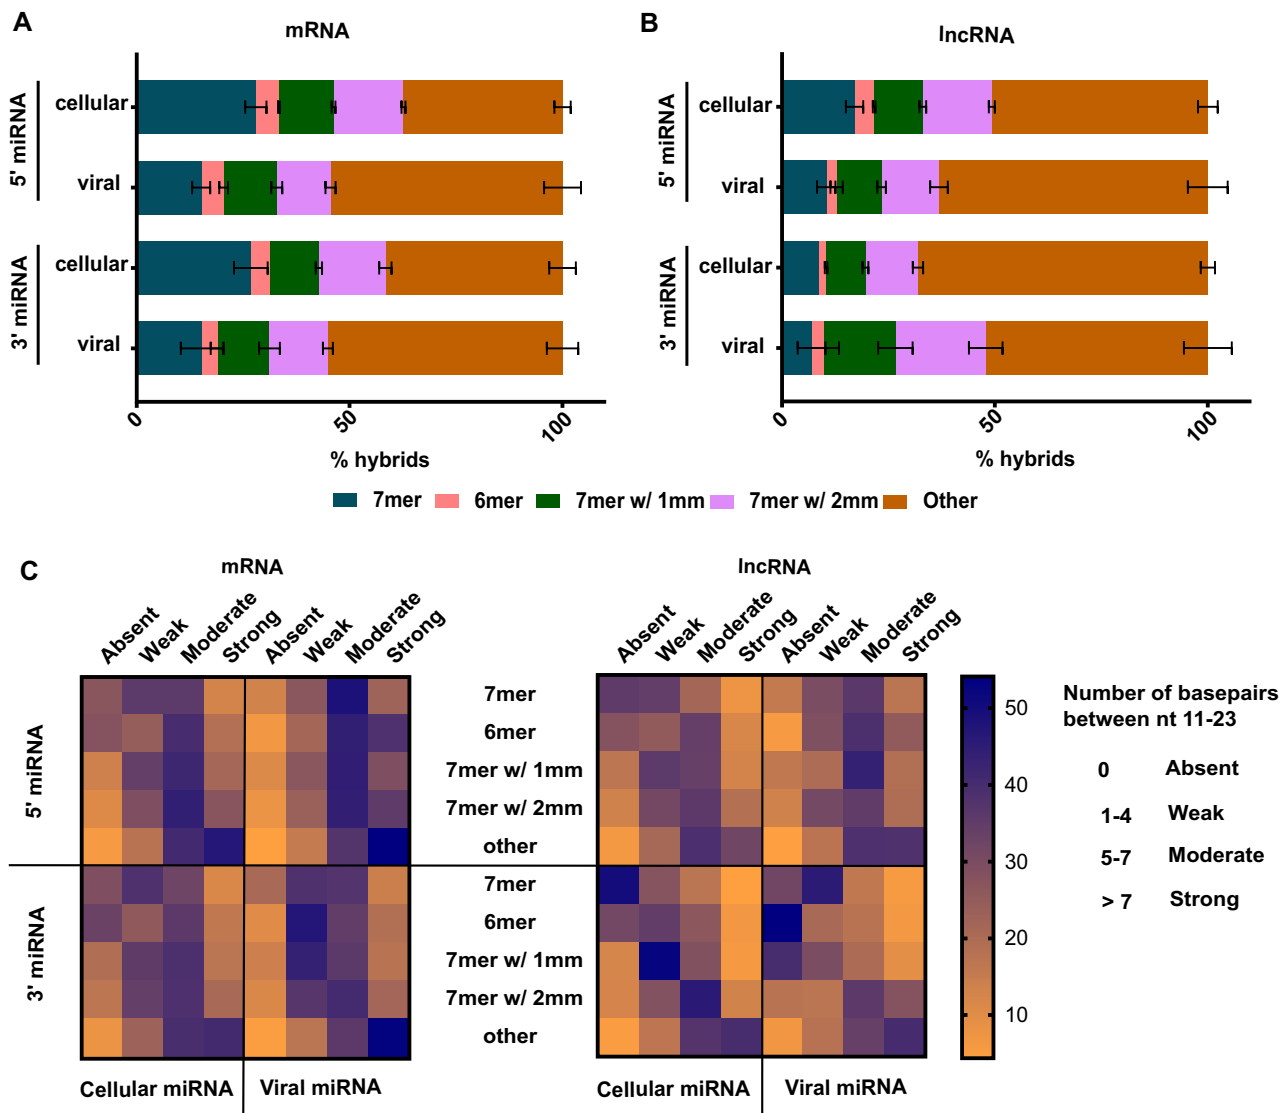 A
mRNA
5' miRNA
cellular
viral
3' miRNA
cellular
viral
0
50
100
% hybrids
B
lncRNA
5' miRNA
cellular
viral
3' miRNA
cellular
viral
0
50
100
% hybrids
7mer 6mer 7mer w/ 1mm 7mer w/ 2mm Other
C
mRNA
Absent Weak Moderate Strong Absent Weak Moderate Strong
lncRNA
Absent Weak Moderate Strong Absent Weak Moderate Strong
5' miRNA
7mer
6mer
7mer w/ 1mm
7mer w/ 2mm
other
3' miRNA
7mer
6mer
7mer w/ 1mm
7mer w/ 2mm
other
Cellular miRNA Viral miRNA
Cellular miRNA Viral miRNA
50
40
30
20
10
Number of basepairs
between nt 11-23
0 Absent
1-4 Weak
5-7 Moderate
> 7 Strong